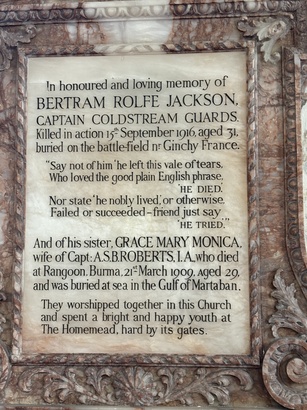 In honoured and loving memory of
BERTRAM ROLFE JACKSON,
CAPTAIN COLDSTREAM GUARDS.
Killed in action 15th September 1916, aged 31,
buried on the battle-field nr Ginchy France.
"Say not of him 'he left this vale of tears.'
Who loved the good plain English phrase,
'HE DIED.'
Nor state 'he nobly lived,' or otherwise.
Failed or succeeded - friend just say
'HE TRIED.'"
And of his sister, GRACE MARY MONICA,
wife of Capt: A.S.B. ROBERTS, I.A. who died
at Rangoon. Burma. 21st March 1909, aged 29,
and was buried at sea in the Gulf of Martaban.
They worshipped together in this Church
and spent a bright and happy youth at
The Homemead, hard by its gates.